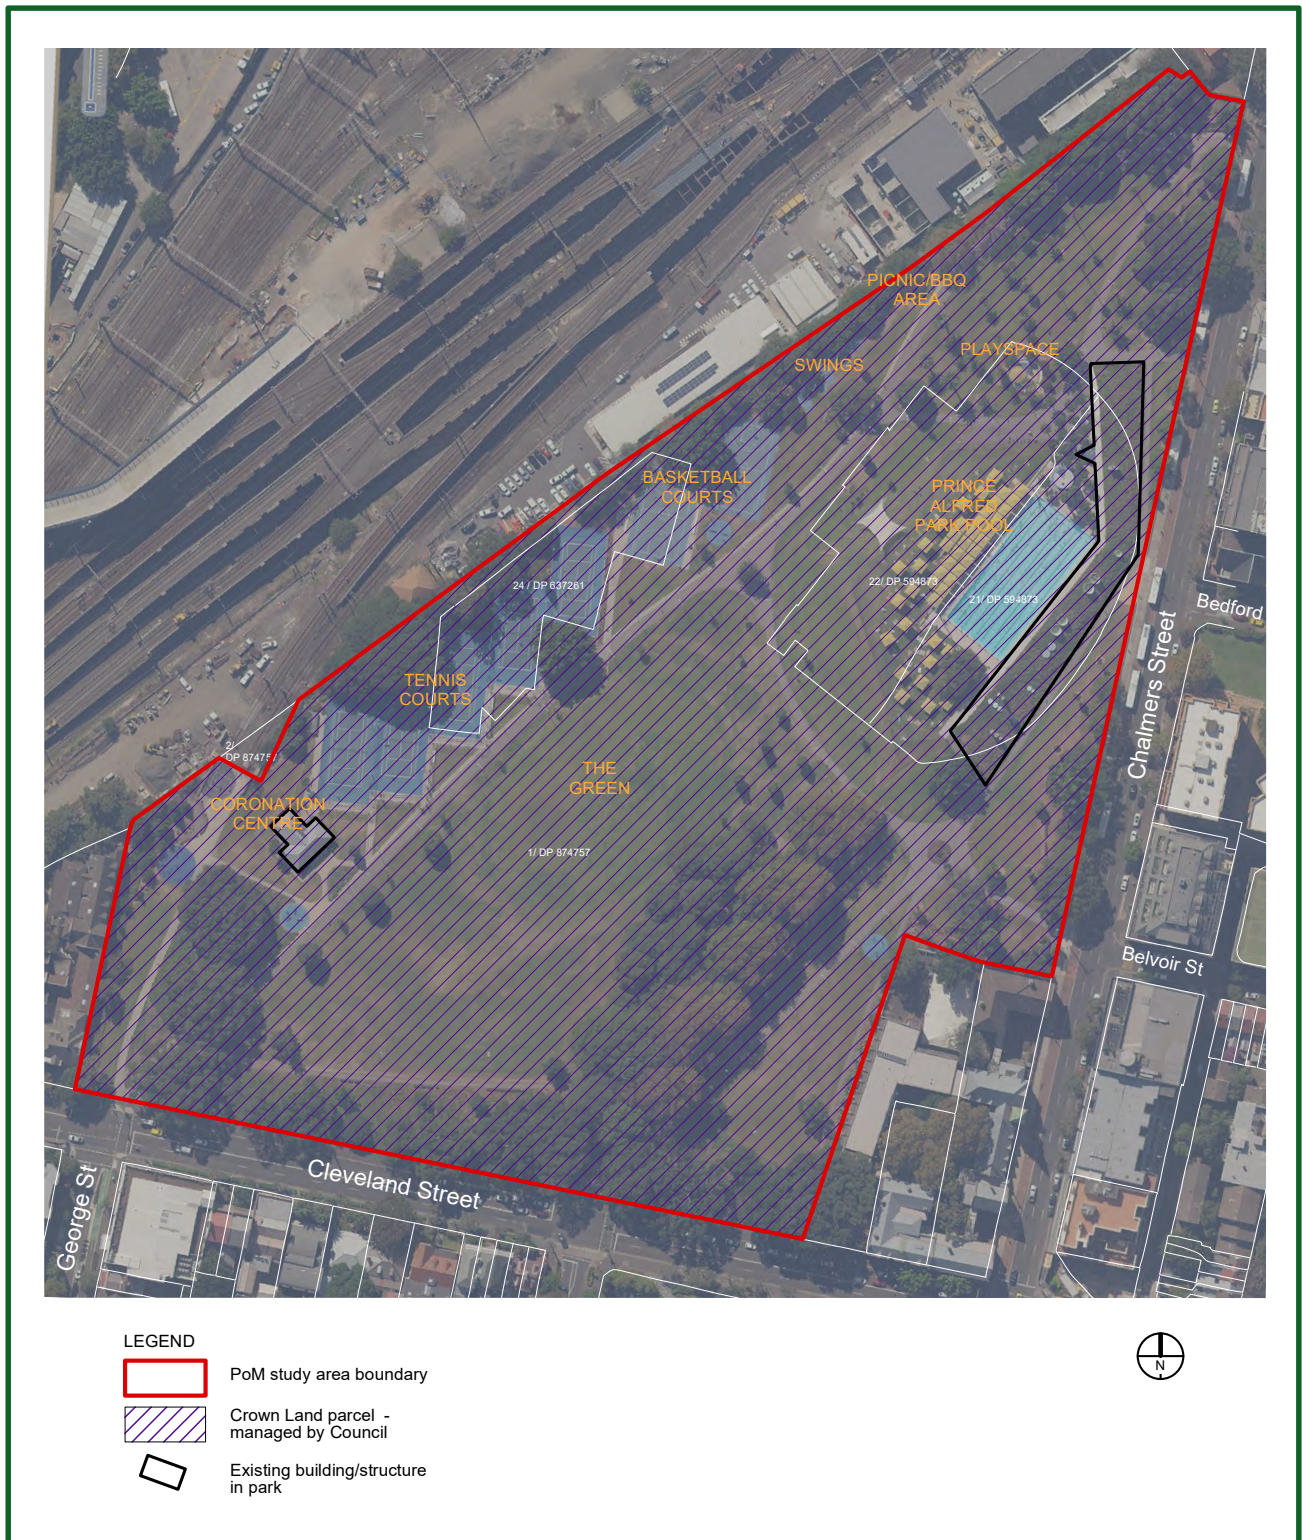 PICNIC/BBQ
AREA
PLAYSPACE
SWINGS
BASKETBALL
COURTS
PRINCE
ALFRED
PARK POOL
24 / DP 637261
22/ DP 594873
21/ DP 594873
Bedford
Chalmers Street
TENNIS
COURTS
2/
DP 874757
THE
GREEN
CORONATION
CENTRE
1/ DP 874757
Belvoir St
Cleveland Street
George St
LEGEND
PoM study area boundary
Crown Land parcel -
managed by Council
Existing building/structure
in park
N